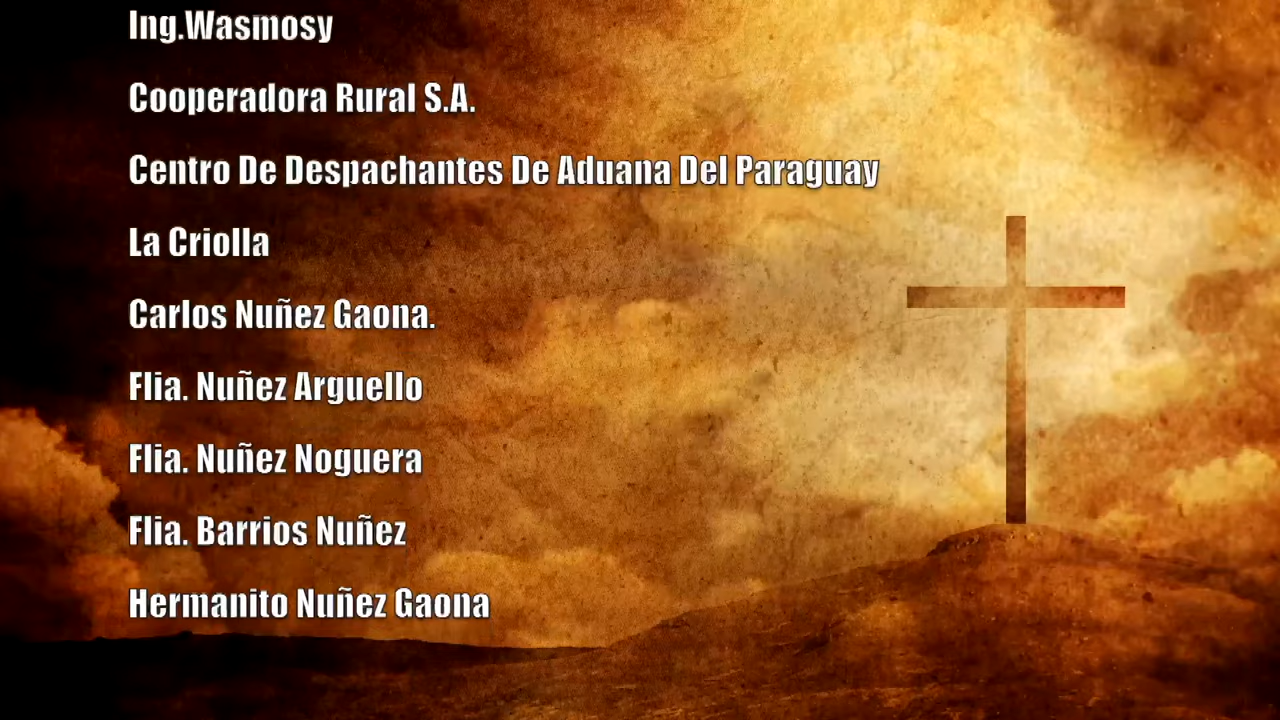 Ing.Wasmosy
Cooperadora Rural S.A.
Centro De Despachantes De Aduana Del Paraguay
La Criolla
Carlos Nuñez Gaona.
Flia. Nuñez Arguello
Flia. Nuñez Noguera
Flia. Barrios Nuñez
Hermanito Nuñez Gaona